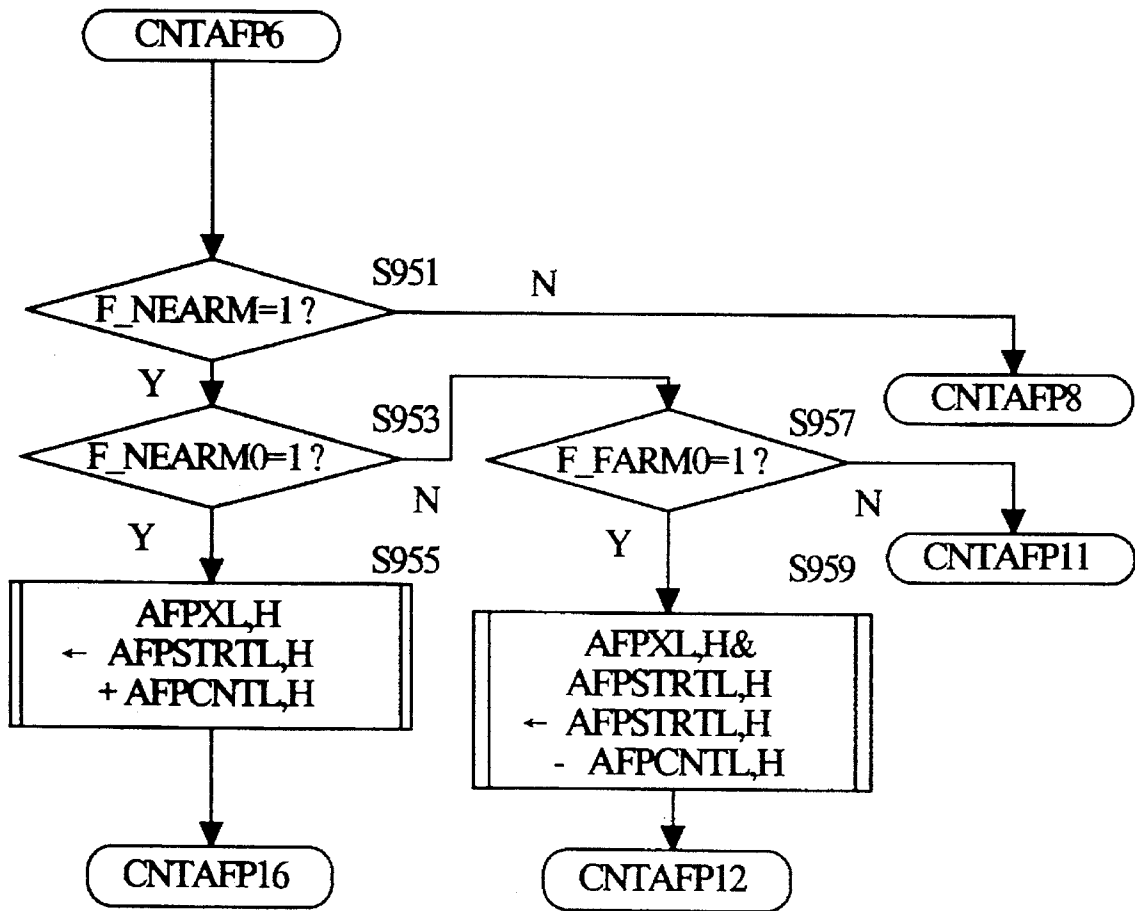 CNTAFP6
S951
N
F_NEARM=1 ?
Y
CNTAFP8
S953
F_NEARM0=1 ?
N
Y
S957
F_FARM0=1 ?
N
Y
CNTAFP11
S955
AFPXL,H
← AFPSTRTL,H
+ AFPCNTL,H
S959
AFPXL,H&
AFPSTRTL,H
← AFPSTRTL,H
- AFPCNTL,H
CNTAFP16
CNTAFP12